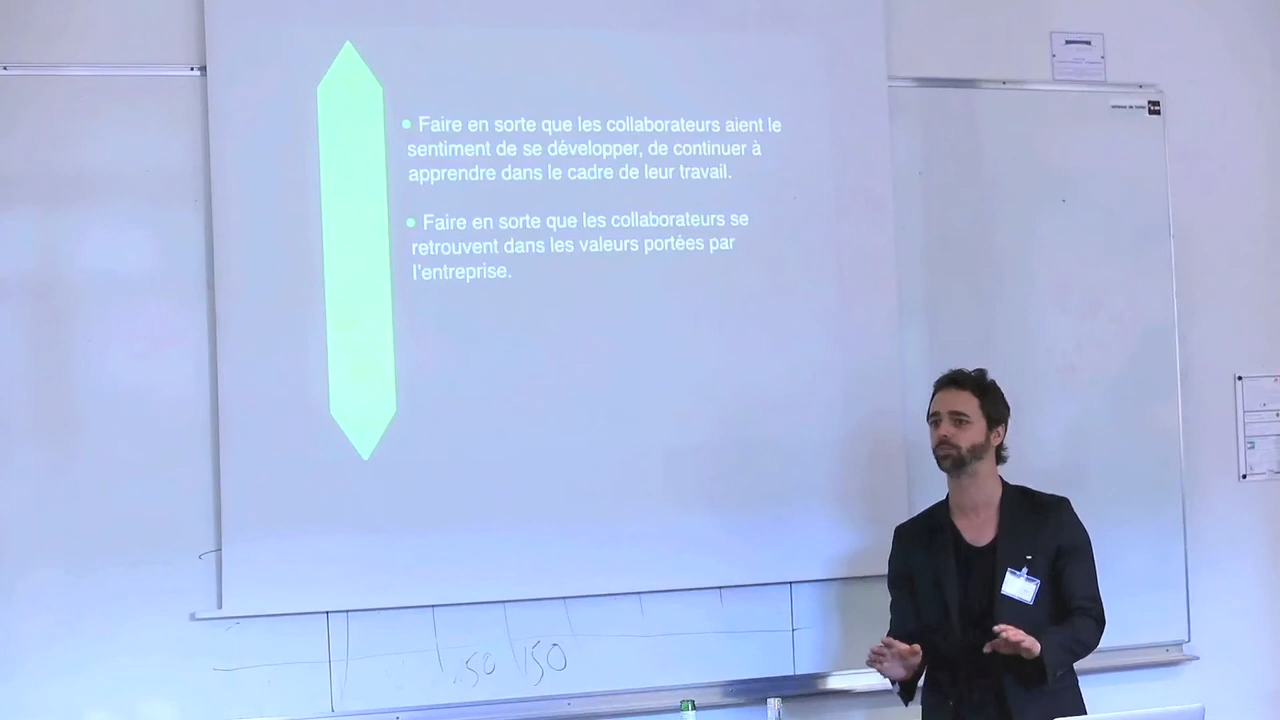 • Faire en sorte que les collaborateurs aient le
sentiment de se développer, de continuer à
apprendre dans le cadre de leur travail.
• Faire en sorte que les collaborateurs se
retrouvent dans les valeurs portées par
l'entreprise.
50
150